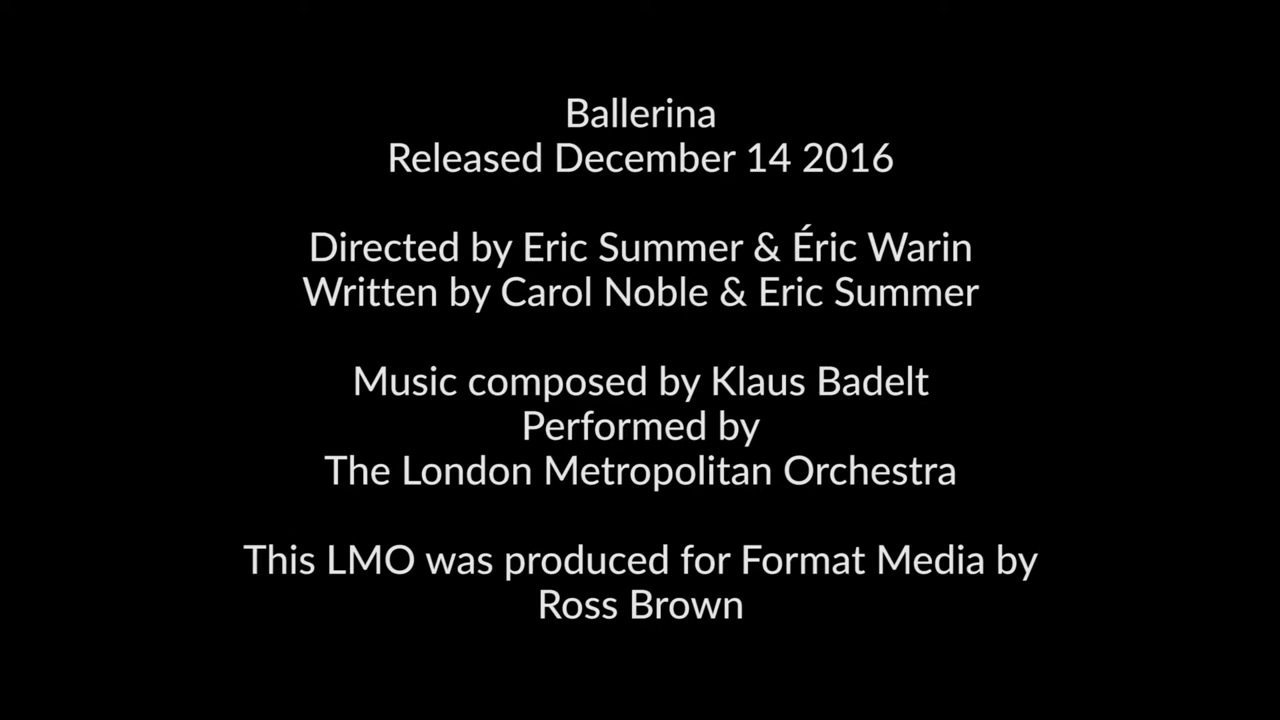 Ballerina
Released December 14 2016
Directed by Eric Summer & Éric Warin
Written by Carol Noble & Eric Summer
Music composed by Klaus Badelt
Performed by
The London Metropolitan Orchestra
This LMO was produced for Format Media by
Ross Brown